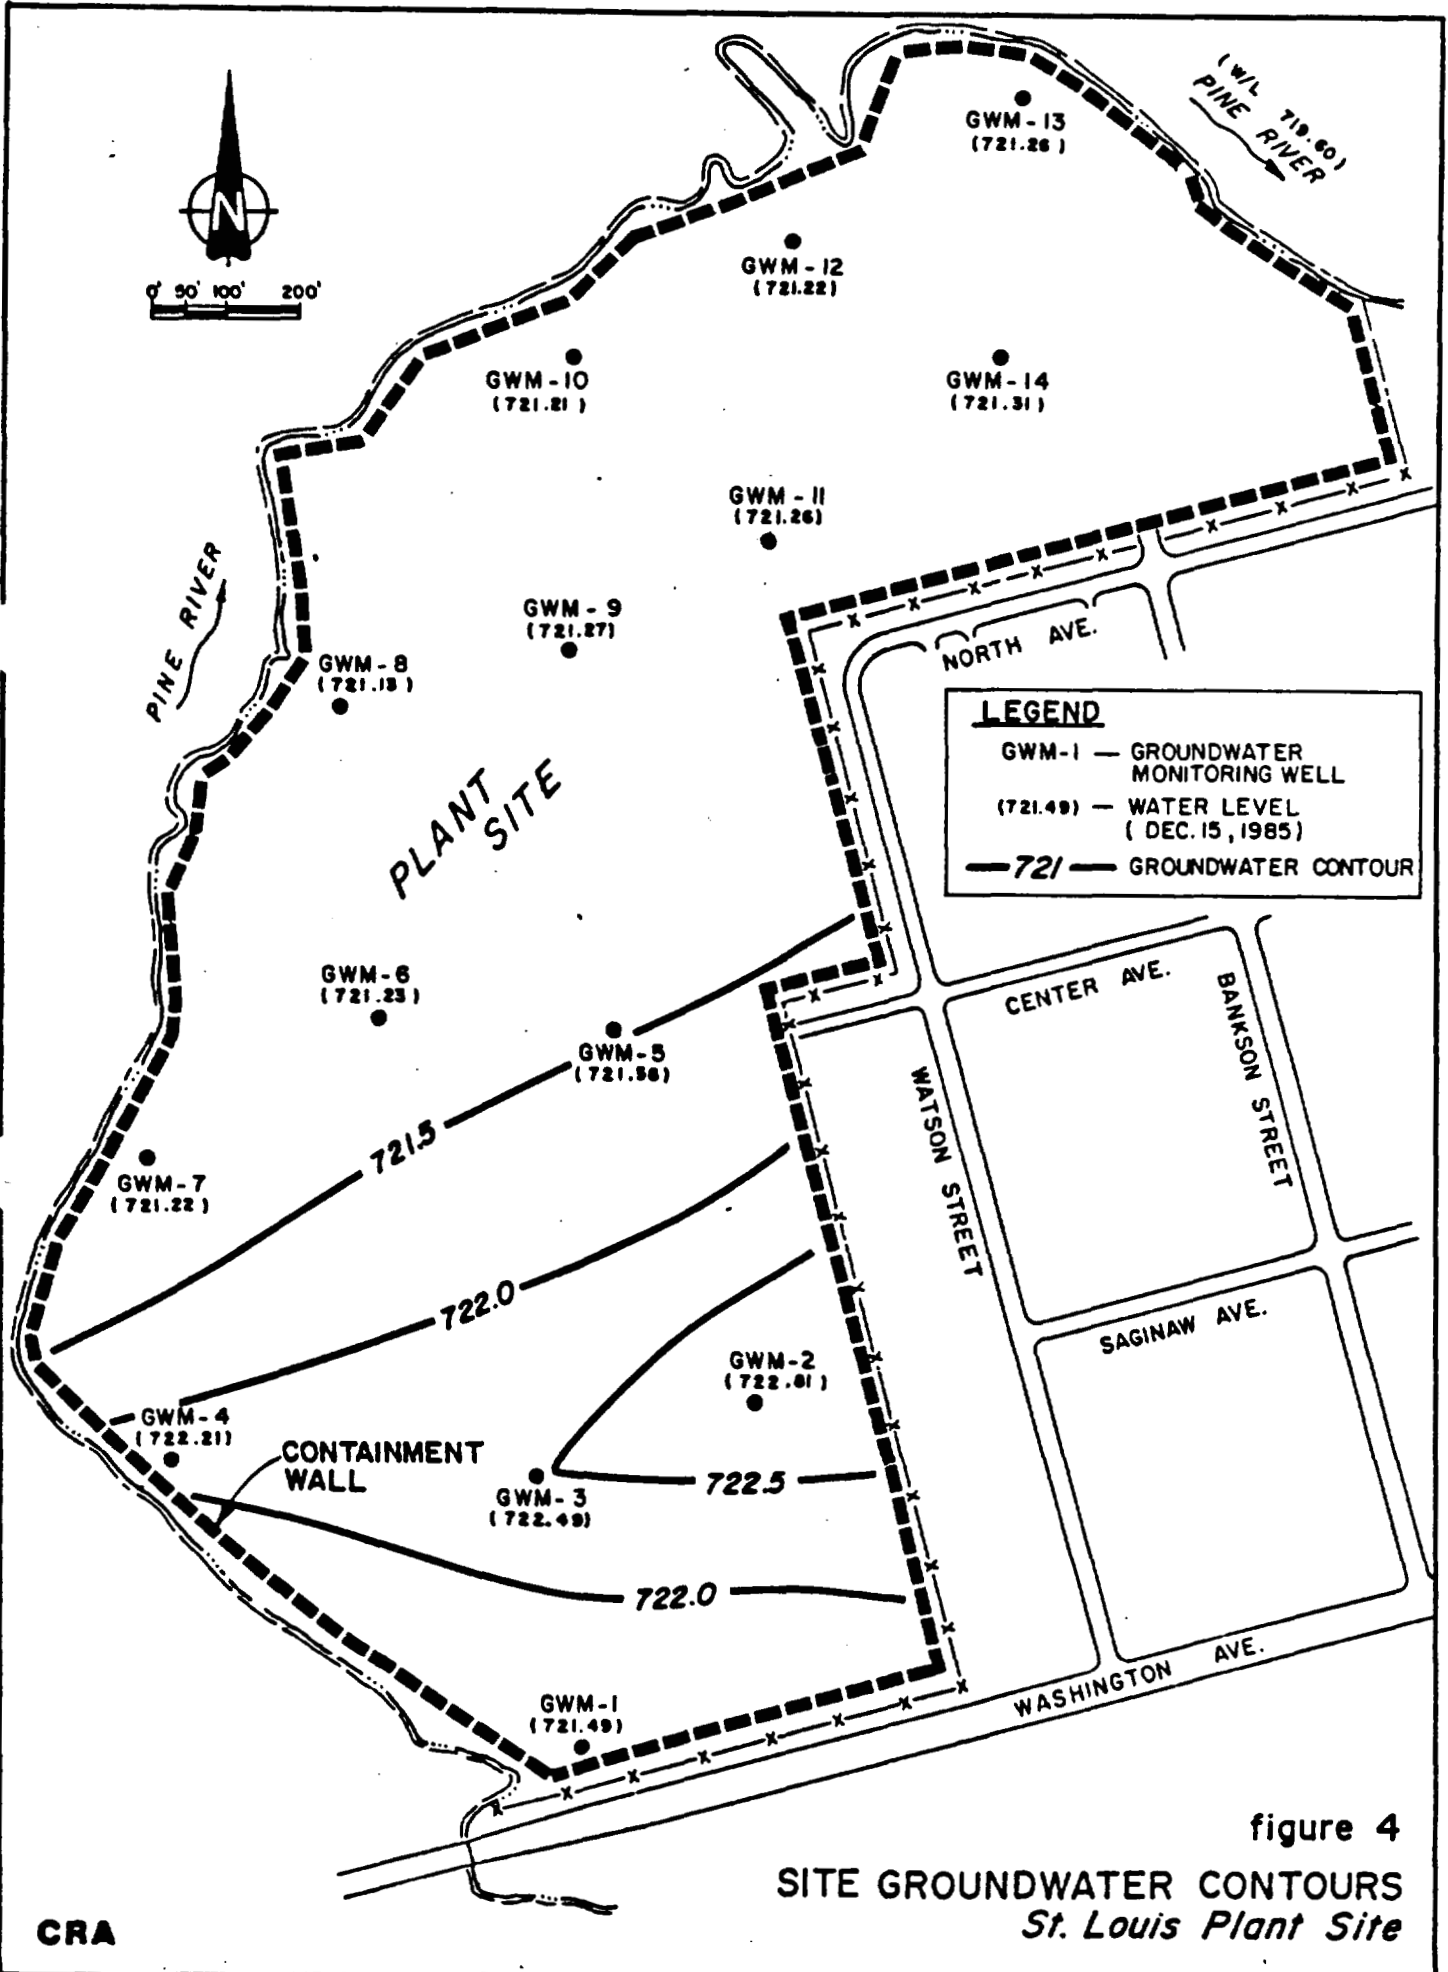 (W/L 719.60)
PINE RIVER
N
0' 50' 100' 200'
GWM-13
(721.26)
GWM-12
(721.22)
GWM-10
(721.21)
GWM-14
(721.31)
GWM-11
(721.26)
GWM-9
(721.27)
PINE RIVER
GWM-8
(721.13)
NORTH AVE.
LEGEND
GWM-1 — GROUNDWATER
MONITORING WELL
(721.49) — WATER LEVEL
(DEC. 15, 1985)
721 GROUNDWATER CONTOUR
PLANT
SITE
GWM-6
(721.23)
CENTER AVE.
BANKSON STREET
GWM-5
(721.56)
WATSON STREET
721.5
GWM-7
(721.22)
722.0
SAGINAW AVE.
GWM-2
(722.81)
GWM-4
(722.21)
CONTAINMENT
WALL
722.5
GWM-3
(722.49)
722.0
GWM-1
(721.49)
WASHINGTON AVE.
figure 4
SITE GROUNDWATER CONTOURS
St. Louis Plant Site
CRA